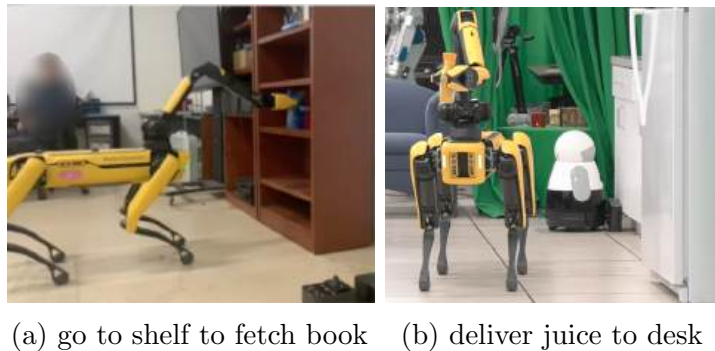 (a) go to shelf to fetch book
(b) deliver juice to desk